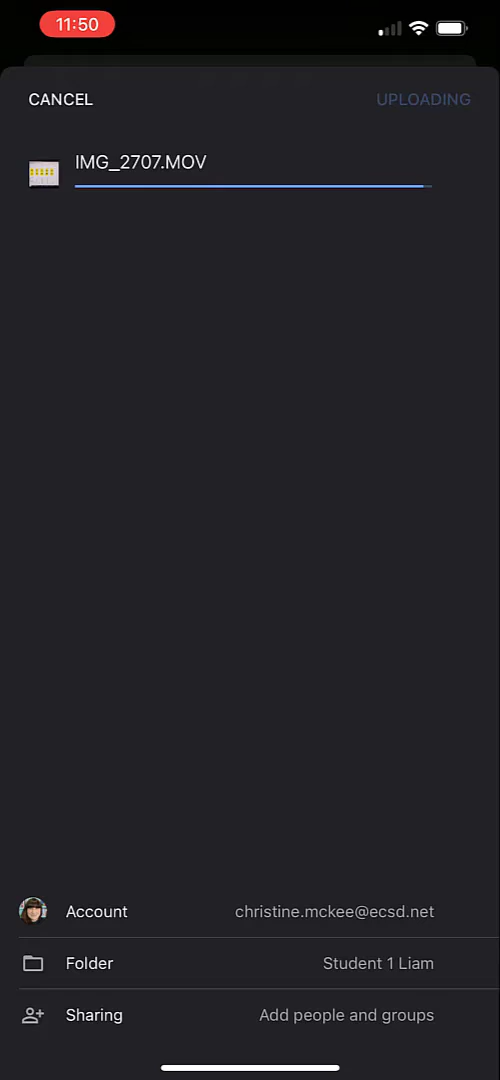 11:50
CANCEL UPLOADING
IMG_2707.MOV
Account christine.mckee@ecsd.net
Folder Student 1 Liam
Sharing Add people and groups